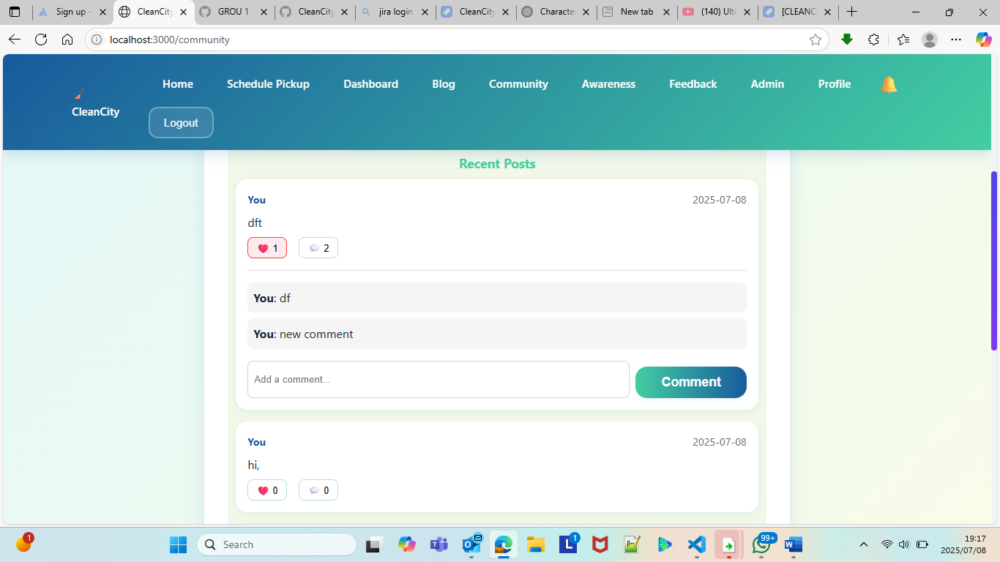 Sign up -
CleanCity
GROU 1
CleanCity
jira login
CleanCity
Character
New tab
(140) Ulti
[CLEANC
localhost:3000/community
CleanCity
Home
Schedule Pickup
Dashboard
Blog
Community
Awareness
Feedback
Admin
Profile
Logout
Recent Posts
You
2025-07-08
dft
1
2
You: df
You: new comment
Add a comment...
Comment
You
2025-07-08
hi,
0
0
1
Search
1
99+
19:17
2025/07/08